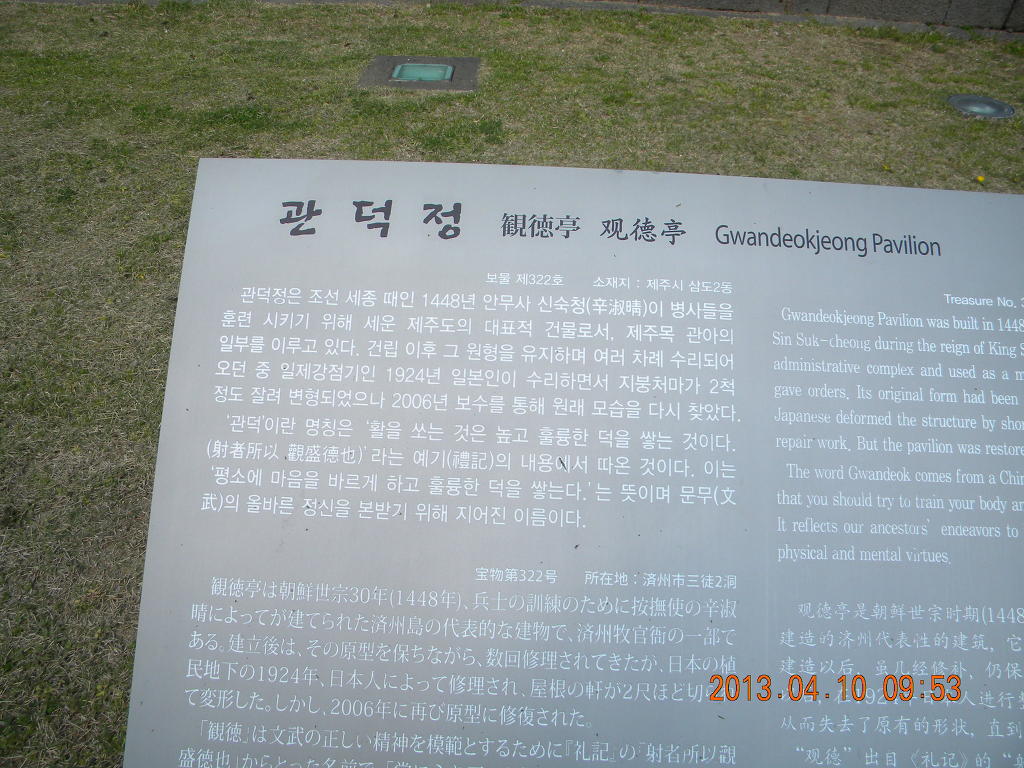 관덕정 観徳亭 观德亭 Gwandeokjeong Pavilion
보물 제322호 소재지 : 제주시 삼도2동
관덕정은 조선 세종 때인 1448년 안무사 신숙청(辛淑晴)이 병사들을
훈련 시키기 위해 세운 제주도의 대표적 건물로서, 제주목 관아의
일부를 이루고 있다. 건립 이후 그 원형을 유지하며 여러 차례 수리되어
오던 중 일제강점기인 1924년 일본인이 수리하면서 지붕처마가 2척
정도 잘려 변형되었으나 2006년 보수를 통해 원래 모습을 다시 찾았다.
‘관덕’이란 명칭은 ‘활을 쏘는 것은 높고 훌륭한 덕을 쌓는 것이다.
(射者所以 觀盛德也)’라는 예기(禮記)의 내용에서 따온 것이다. 이는
‘평소에 마음을 바르게 하고 훌륭한 덕을 쌓는다.’는 뜻이며 문무(文
武)의 올바른 정신을 본받기 위해 지어진 이름이다.
宝物第322号 所在地 : 済州市三徒2洞
観徳亭は朝鮮世宗30年(1448年)、兵士の訓練のために按撫使の辛淑
晴によってが建てられた済州島の代表的な建物で、済州牧官衙の一部で
ある。建立後は、その原型を保ちながら、数回修理されてきたが、日本の植
民地下の1924年、日本人によって修理され、屋根の軒が2尺ほど切
て変形した。しかし、2006年に再び原型に修復された。
「観徳」は文武の正しい精神を模範とするために『礼記』の「射者所以觀
盛徳也」からとった名前で、
Treasure No. 3
Gwandeokjeong Pavilion was built in 1448
Sin Suk-cheong during the reign of King S
administrative complex and used as a m
gave orders. Its original form had been
Japanese deformed the structure by shor
repair work. But the pavilion was restore
The word Gwandeok comes from a Chin
that you should try to train your body an
It reflects our ancestors' endeavors to
physical and mental virtues.
观德亭是朝鲜世宗时期(1448
建造的济州代表性的建筑，它
建造以后，虽几经修补，仍保
人进行
从而失去了原有的形状，直到
“观德”出自《礼记》的“
2013.04.10 09:53